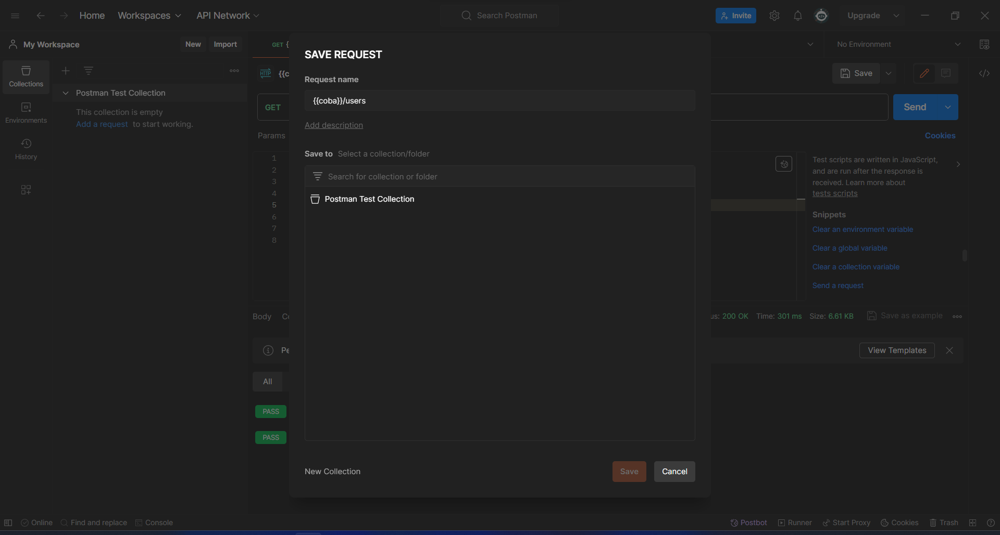 Home
Workspaces
API Network
Search Postman
Invite
Upgrade
My Workspace
New
Import
GET
No Environment
SAVE REQUEST
Request name
{{coba}}/users
Add description
Save to Select a collection/folder
Search for collection or folder
Postman Test Collection
New Collection
Save
Cancel
Collections
Environments
History
Postman Test Collection
This collection is empty
Add a request to start working.
HTTP
{{c
Save
GET
Send
Params
Cookies
1
2
3
4
5
6
7
8
Test scripts are written in JavaScript,
and are run after the response is
received. Learn more about
tests scripts
Snippets
Clear an environment variable
Clear a global variable
Clear a collection variable
Send a request
Body
us: 200 OK Time: 301 ms Size: 6.61 KB
Save as example
Pe
View Templates
All
PASS
PASS
Online
Find and replace
Console
Postbot
Runner
Start Proxy
Cookies
Trash